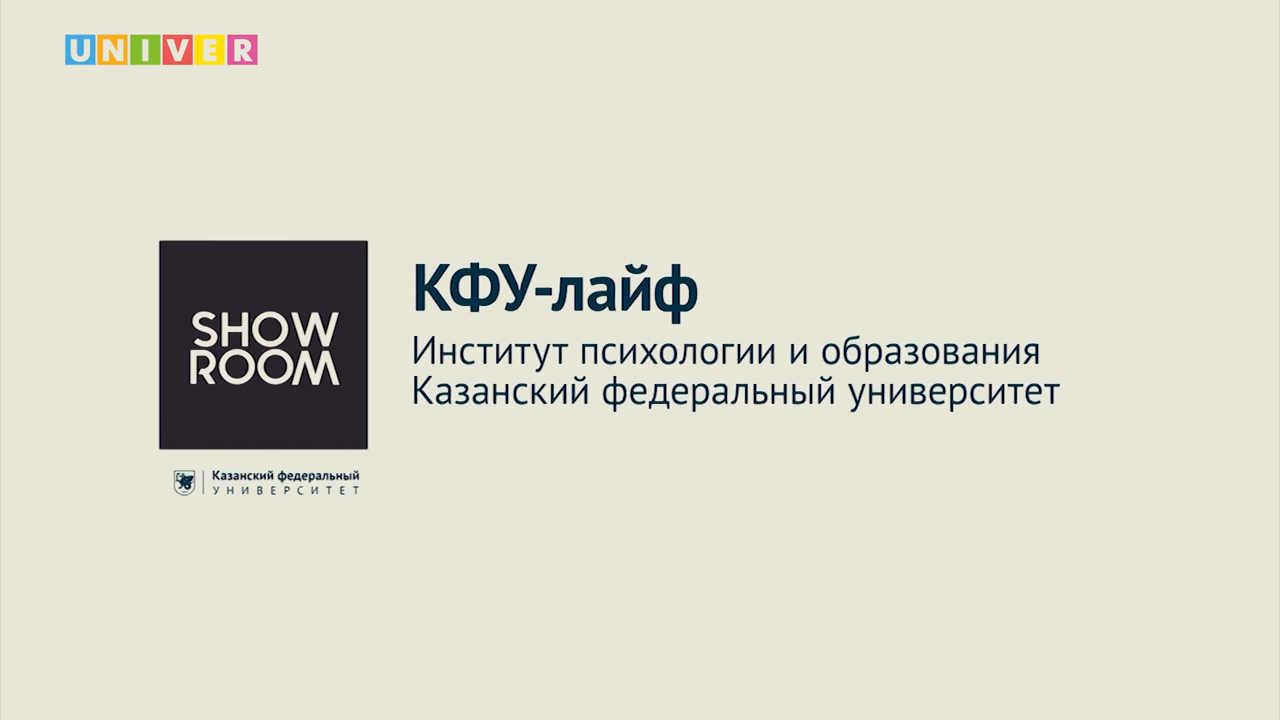 UNIVER
SHOW
ROOM
КФУ-лайф
Институт психологии и образования
Казанский федеральный университет
Казанский федеральный
УНИВЕРСИТЕТ